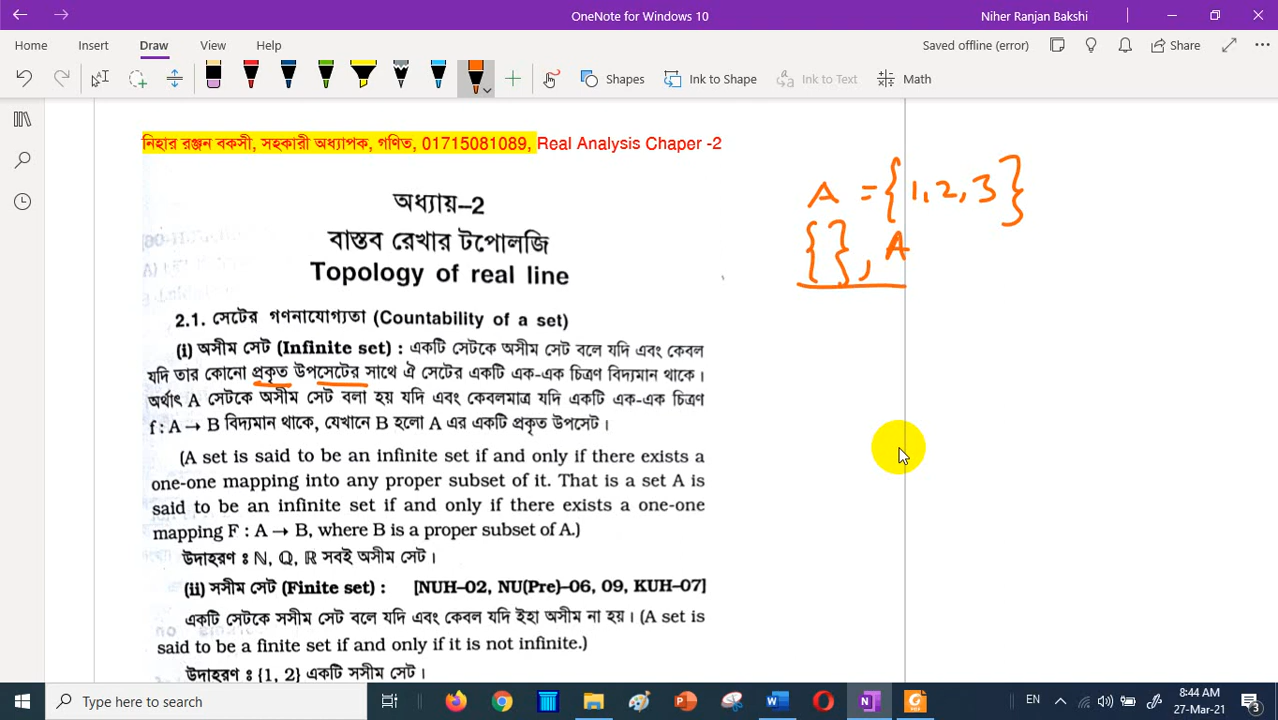 OneNote for Windows 10
Niher Ranjan Bakshi
Home Insert Draw View Help
Saved offline (error)
Share
Shapes
Ink to Shape
Ink to Text
Math
নিহার রঞ্জন বকসী, সহকারী অধ্যাপক, গণিত, 01715081089, Real Analysis Chaper -2
A = {1, 2, 3}
{ }, A
অধ্যায়–2
বাস্তব রেখার টপোলজি
Topology of real line
2.1. সেটের গণনাযোগ্যতা (Countability of a set)
(i) অসীম সেট (Infinite set) : একটি সেটকে অসীম সেট বলে যদি এবং কেবল
যদি তার কোনো প্রকৃত উপসেটের সাথে ঐ সেটের একটি এক-এক চিত্রণ বিদ্যমান থাকে।
অর্থাৎ A সেটকে অসীম সেট বলা হয় যদি এবং কেবলমাত্র যদি একটি এক-এক চিত্রণ
f : A → B বিদ্যমান থাকে, যেখানে B হলো A এর একটি প্রকৃত উপসেট।
(A set is said to be an infinite set if and only if there exists a
one-one mapping into any proper subset of it. That is a set A is
said to be an infinite set if and only if there exists a one-one
mapping F : A → B, where B is a proper subset of A.)
উদাহরণ ঃ ℕ, ℚ, ℝ সবই অসীম সেট।
(ii) সসীম সেট (Finite set) : [NUH–02, NU(Pre)–06, 09, KUH–07]
একটি সেটকে সসীম সেট বলে যদি এবং কেবল যদি ইহা অসীম না হয়। (A set is
said to be a finite set if and only if it is not infinite.)
উদাহরণ ঃ {1, 2} একটি সসীম সেট।
Type here to search
EN
8:44 AM
27-Mar-21
3